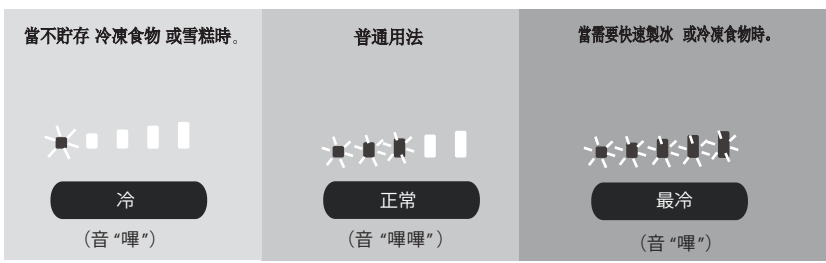 當不貯存 冷凍食物 或雪糕時。
冷
（音 “嗶”）
普通用法
正常
（音 “嗶嗶”）
當需要快速製冰 或冷凍食物時。
最冷
（音 “嗶”）